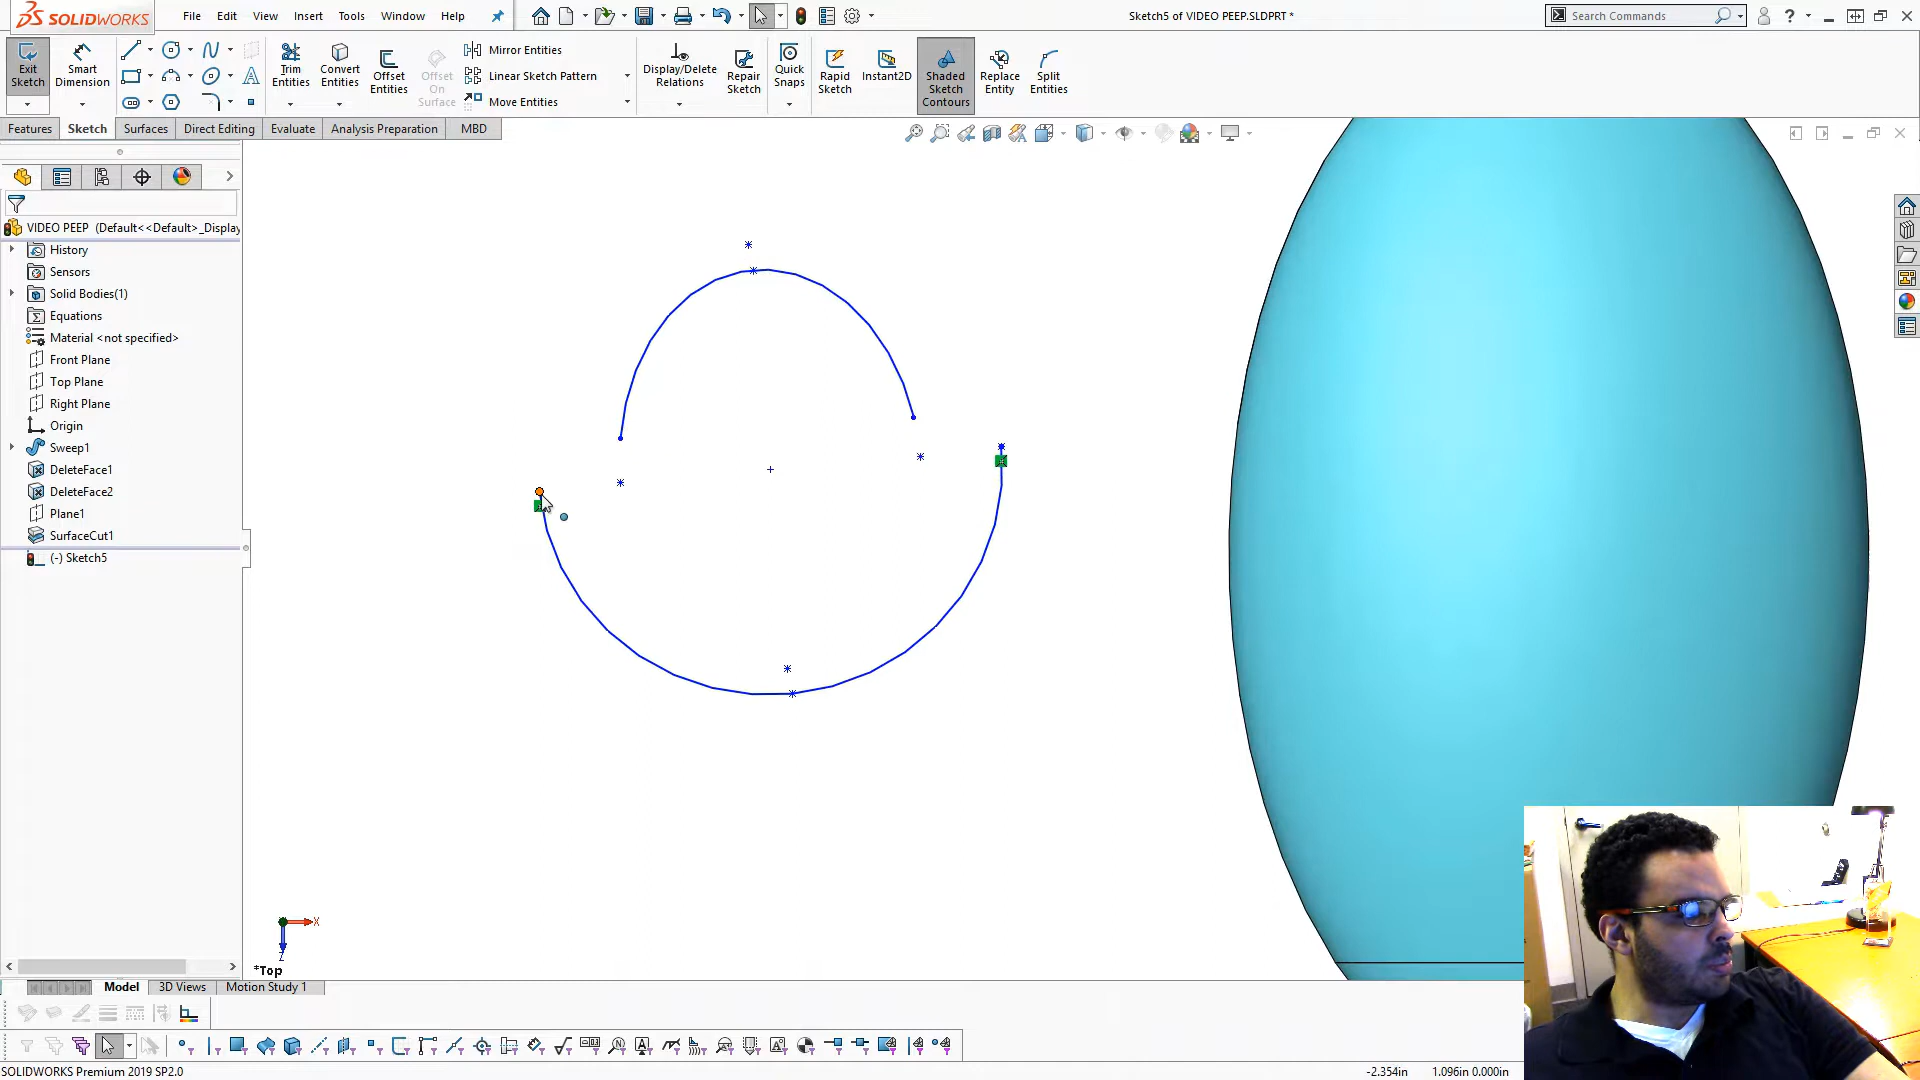 SOLIDWORKS
File Edit View Insert Tools Window Help
Sketch5 of VIDEO PEEP.SLDPRT *
Search Commands
Exit Sketch
Smart Dimension
Trim Entities
Convert Entities
Offset Entities
Offset On Surface
Mirror Entities
Linear Sketch Pattern
Move Entities
Display/Delete Relations
Repair Sketch
Quick Snaps
Rapid Sketch
Instant2D
Shaded Sketch Contours
Replace Entity
Split Entities
Features Sketch Surfaces Direct Editing Evaluate Analysis Preparation MBD
VIDEO PEEP (Default<<Default>_Display
History
Sensors
Solid Bodies(1)
Equations
Material <not specified>
Front Plane
Top Plane
Right Plane
Origin
Sweep1
DeleteFace1
DeleteFace2
Plane1
SurfaceCut1
(-) Sketch5
X
Z
*Top
Model 3D Views Motion Study 1
SOLIDWORKS Premium 2019 SP2.0
-2.354in 1.096in 0.000in